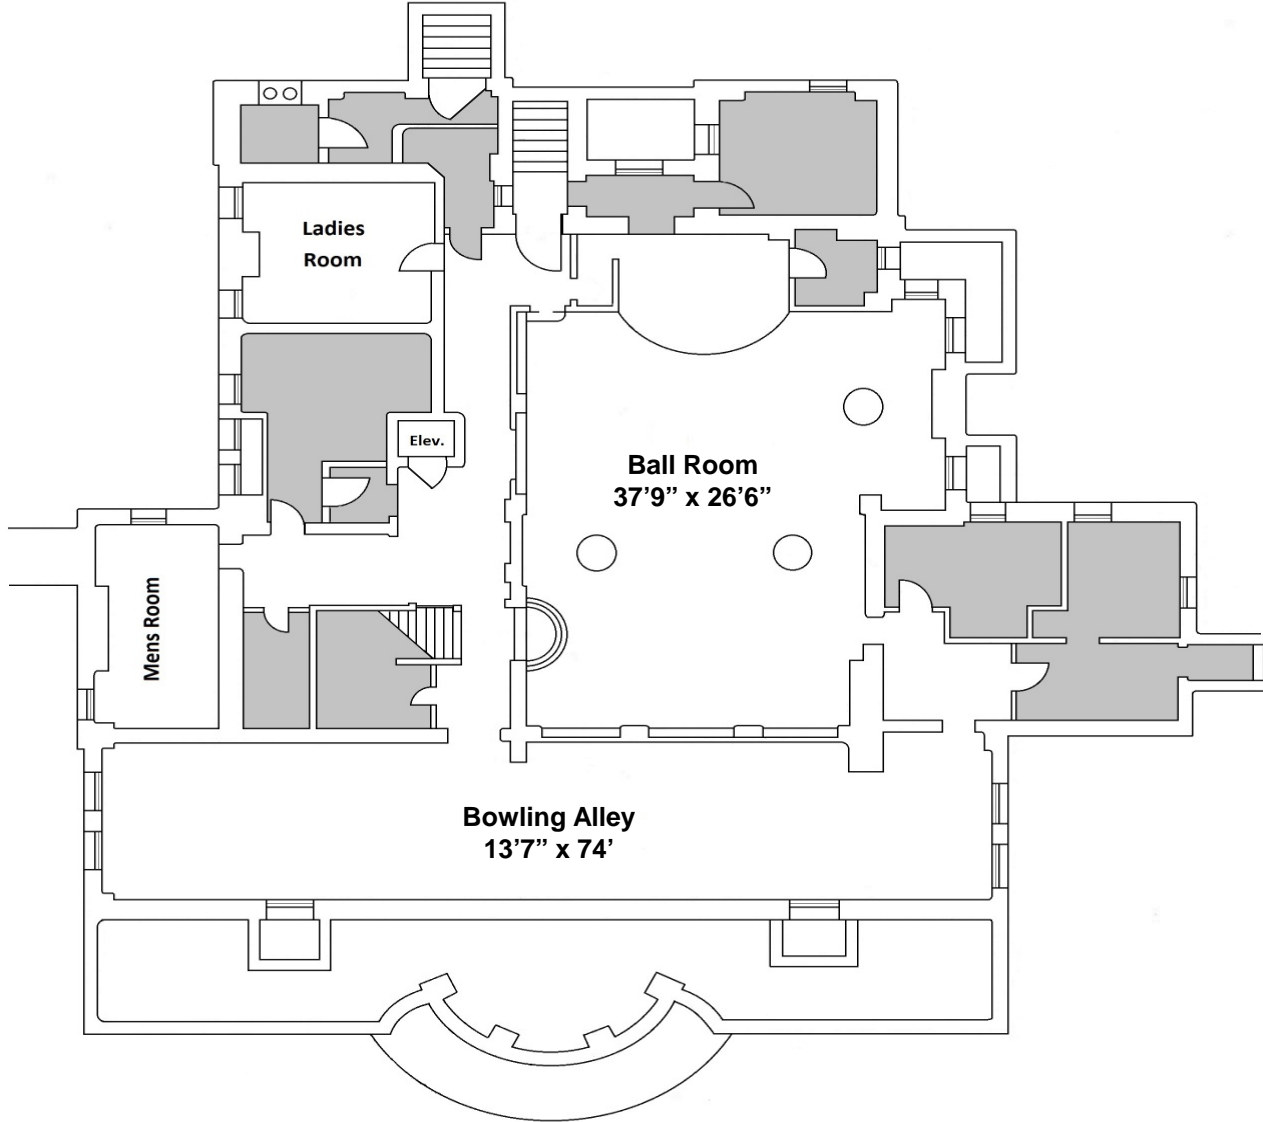 Ladies
Room
Elev.
Ball Room
37’9” x 26’6”
Mens Room
Bowling Alley
13’7” x 74’